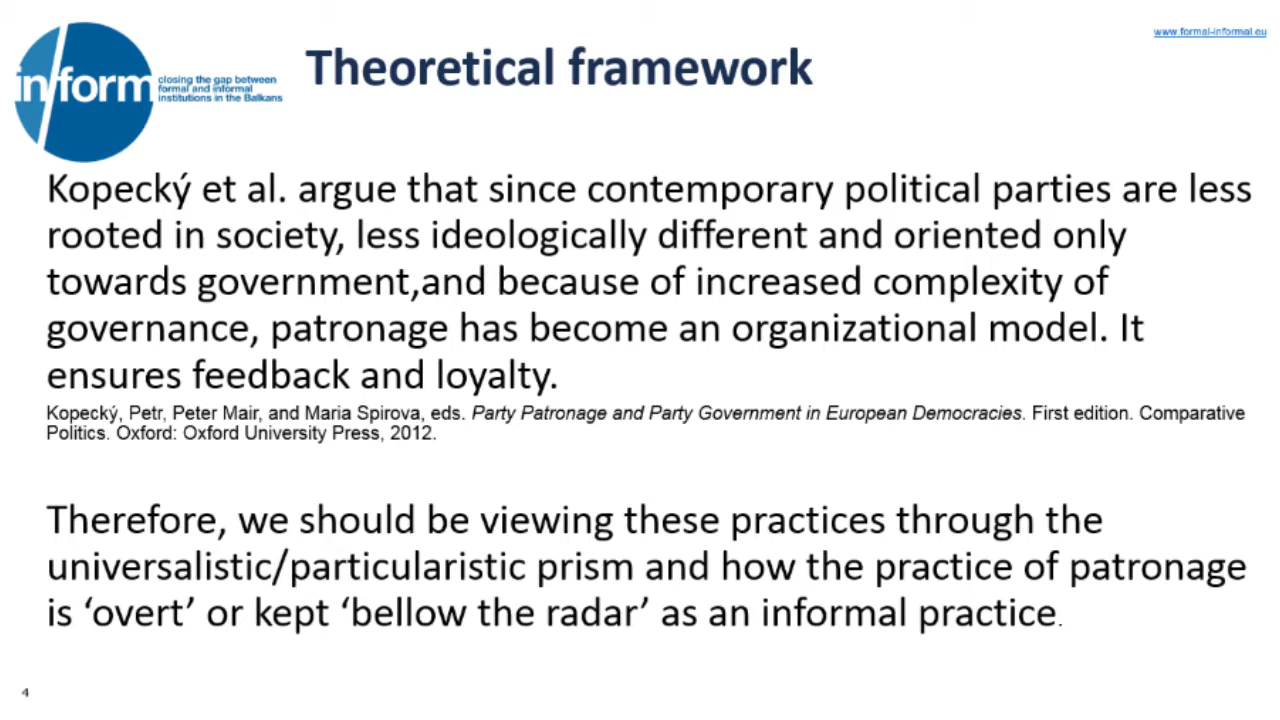 www.formal-informal.eu
Theoretical framework
in/form
closing the gap between
formal and informal
institutions in the Balkans
Kopecký et al. argue that since contemporary political parties are less
rooted in society, less ideologically different and oriented only
towards government,and because of increased complexity of
governance, patronage has become an organizational model. It
ensures feedback and loyalty.
Kopecký, Petr, Peter Mair, and Maria Spirova, eds. Party Patronage and Party Government in European Democracies. First edition. Comparative
Politics. Oxford: Oxford University Press, 2012.
Therefore, we should be viewing these practices through the
universalistic/particularistic prism and how the practice of patronage
is ‘overt’ or kept ‘bellow the radar’ as an informal practice.
4